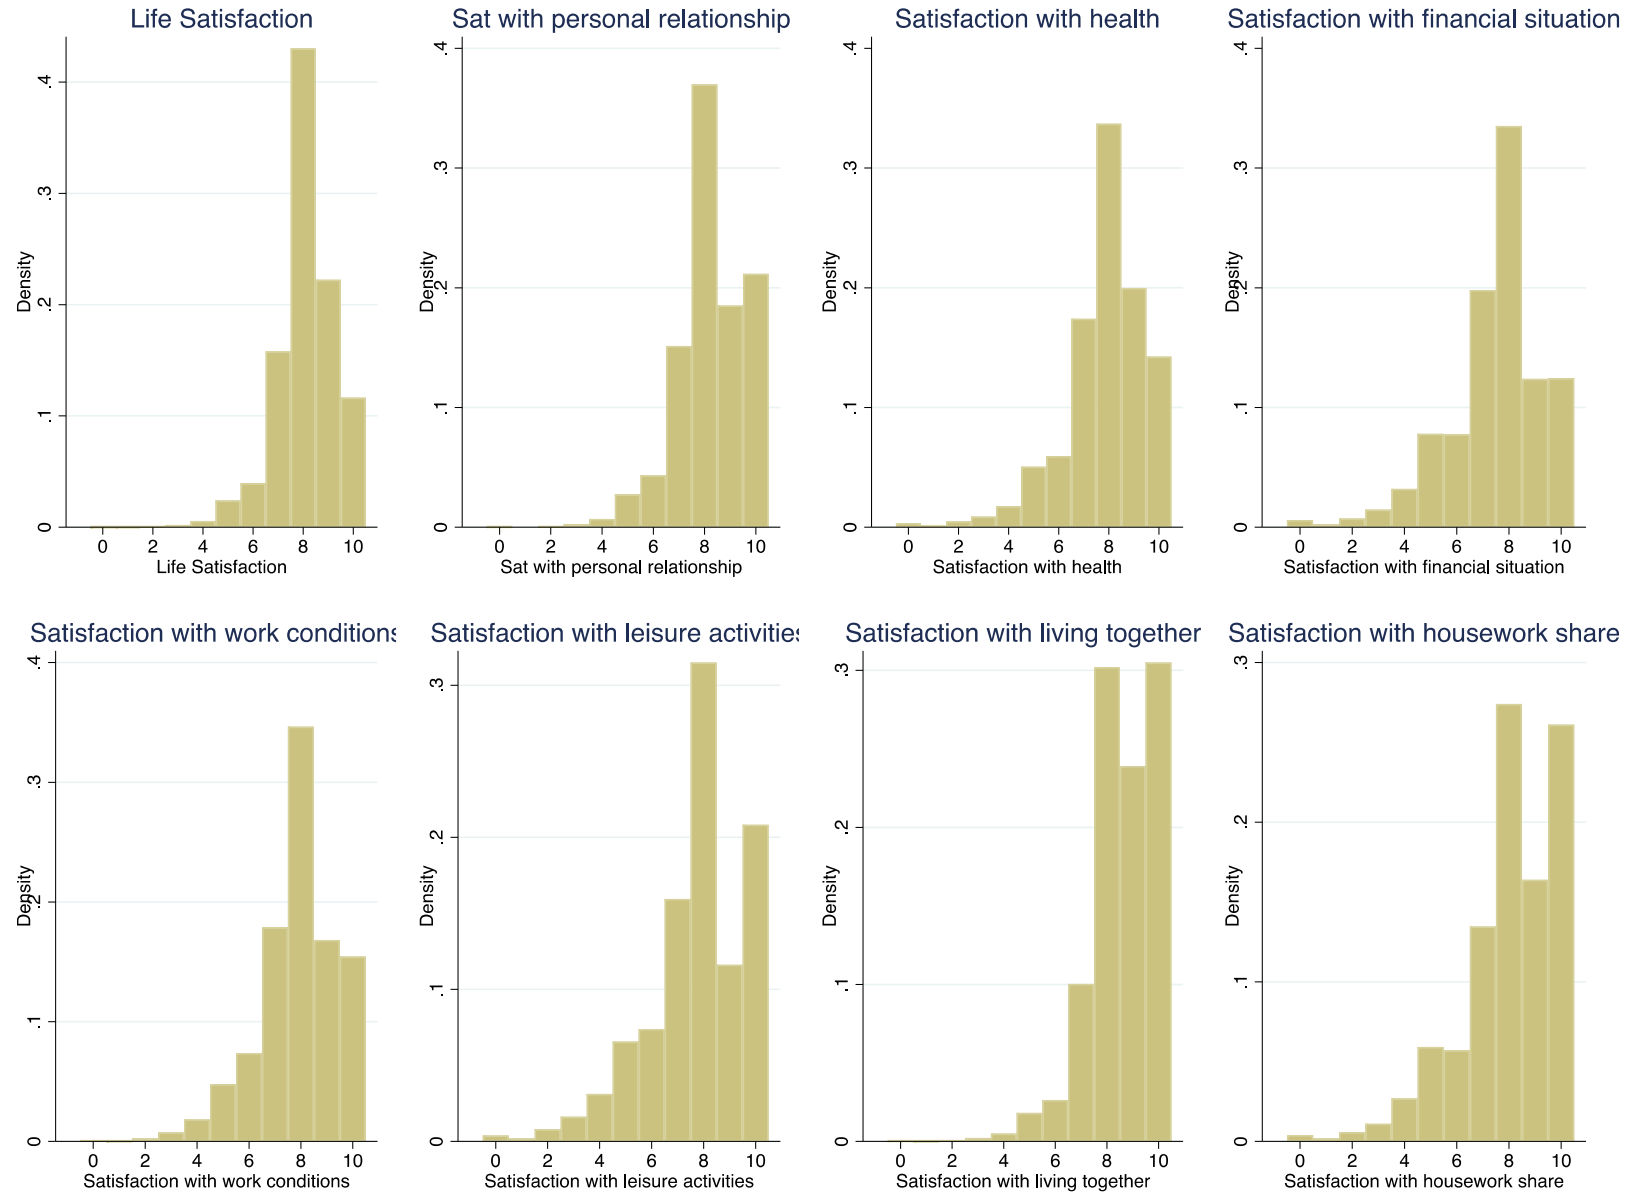 Life Satisfaction
.4
.3
.2
.1
0
Density
0 2 4 6 8 10
Life Satisfaction
Sat with personal relationship
.4
.3
.2
.1
0
Density
0 2 4 6 8 10
Sat with personal relationship
Satisfaction with health
.4
.3
.2
.1
0
Density
0 2 4 6 8 10
Satisfaction with health
Satisfaction with financial situation
.4
.3
.2
.1
0
Density
0 2 4 6 8 10
Satisfaction with financial situation
Satisfaction with work conditions
.4
.3
.2
.1
0
Density
0 2 4 6 8 10
Satisfaction with work conditions
Satisfaction with leisure activities
.3
.2
.1
0
Density
0 2 4 6 8 10
Satisfaction with leisure activities
Satisfaction with living together
.3
.2
.1
0
Density
0 2 4 6 8 10
Satisfaction with living together
Satisfaction with housework share
.3
.2
.1
0
Density
0 2 4 6 8 10
Satisfaction with housework share